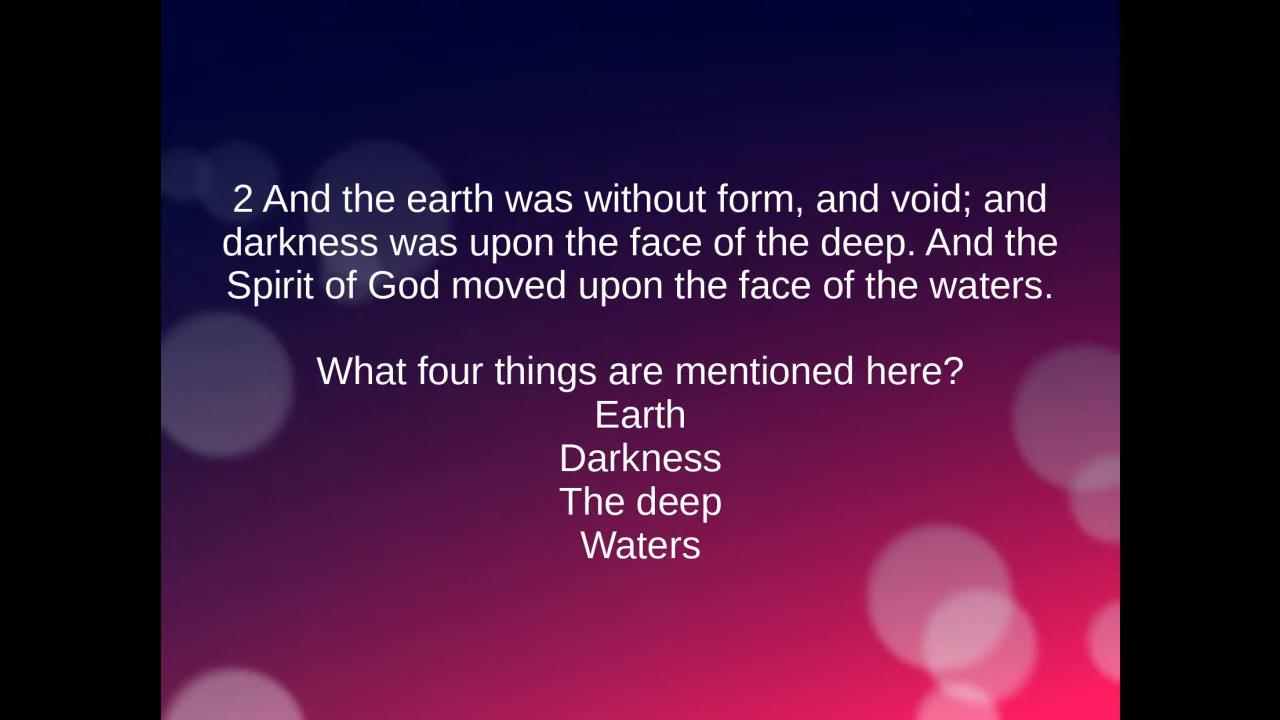 2 And the earth was without form, and void; and
darkness was upon the face of the deep. And the
Spirit of God moved upon the face of the waters.
What four things are mentioned here?
Earth
Darkness
The deep
Waters